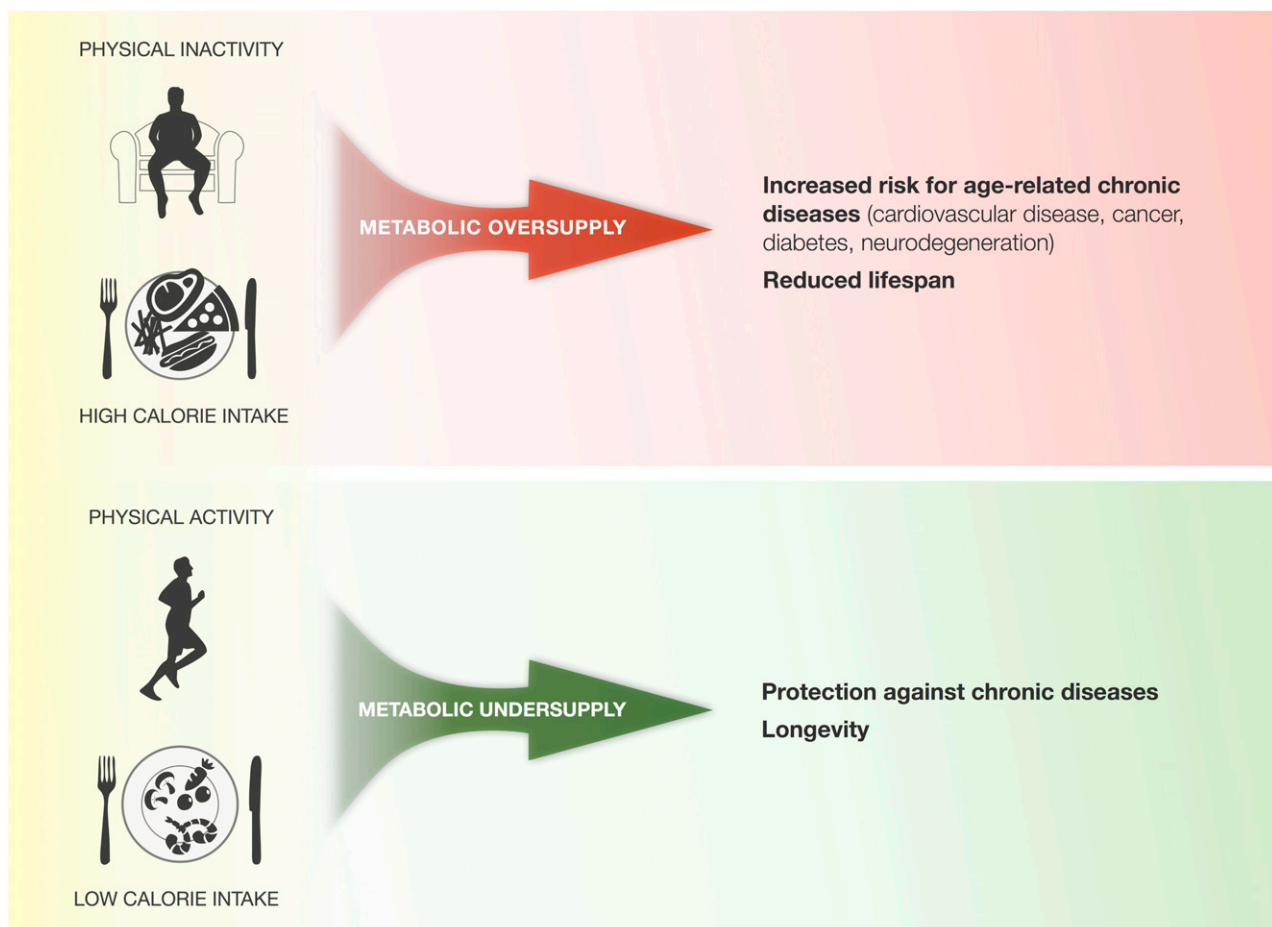 PHYSICAL INACTIVITY
METABOLIC OVERSUPPLY
Increased risk for age-related chronic
diseases (cardiovascular disease, cancer,
diabetes, neurodegeneration)
Reduced lifespan
HIGH CALORIE INTAKE
PHYSICAL ACTIVITY
METABOLIC UNDERSUPPLY
Protection against chronic diseases
Longevity
LOW CALORIE INTAKE